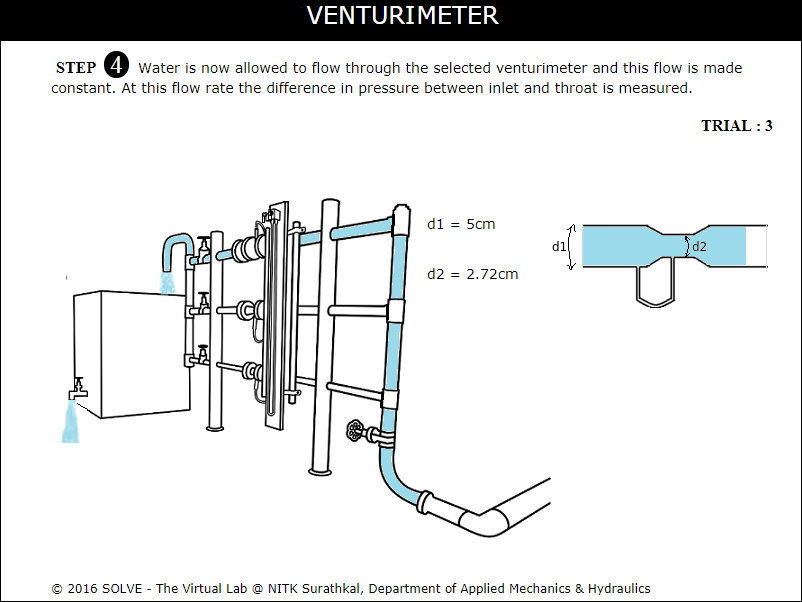 VENTURIMETER
STEP 4 Water is now allowed to flow through the selected venturimeter and this flow is made
constant. At this flow rate the difference in pressure between inlet and throat is measured.
TRIAL : 3
d1 = 5cm
d1
d2
d2 = 2.72cm
© 2016 SOLVE - The Virtual Lab @ NITK Surathkal, Department of Applied Mechanics & Hydraulics